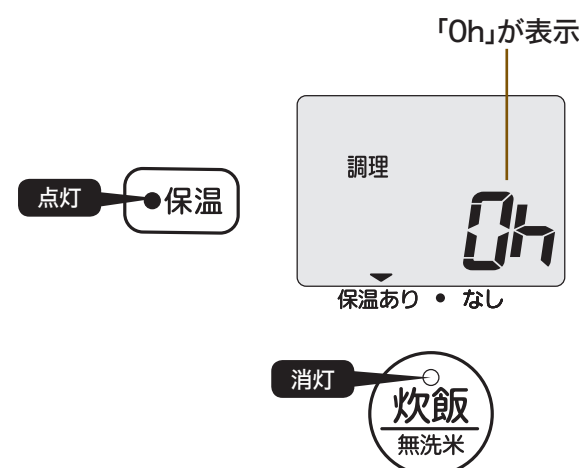 「0h」が表示
調理
0h
点灯
保温
保温あり • なし
消灯
炊飯
無洗米